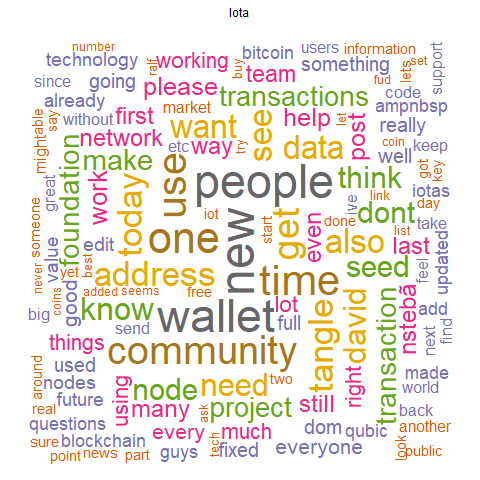 Iota
number
technology
ralf
bitcoin
users
information
since
going
working
buy
team
something
fud
lets
set
support
already
please
transactions
code
without
market
ampnbsp
mightable
say
etc
first
want
see
help
let
post
really
network
way
try
data
coin
well
keep
foundation
make
use
people
think
link
got
key
great
work
today
iot
ive
iotas
day
someone
value
edit
one
new
start
get
even
done
dont
list
take
never
yet
best
address
time
also
last
feel
updated
coins
added
seems
free
seed
big
good
know
wallet
lot
full
tangle
david
transaction
nstebã
add
send
next
find
things
community
right
around
used
node
need
two
still
made
nodes
world
real
future
using
many
ask
project
back
questions
every
much
dom
qubic
another
sure
blockchain
tech
fixed
everyone
look
public
point
news
part
guys